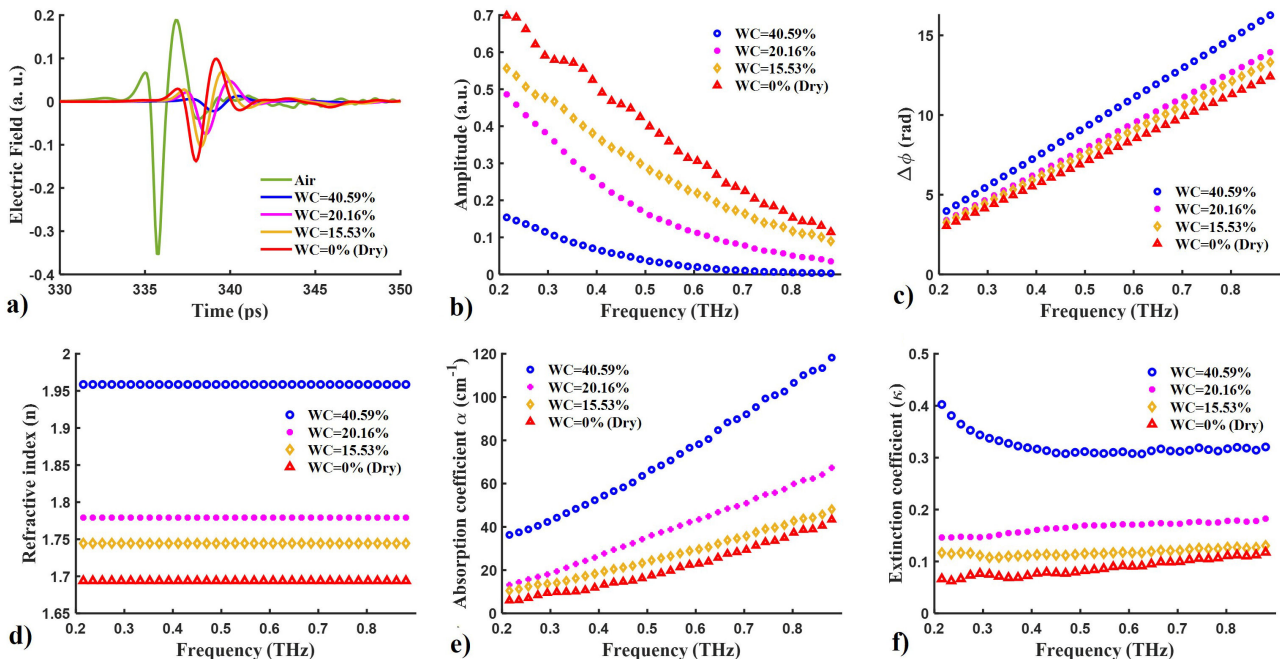 0.2
0.1
0
-0.1
-0.2
-0.3
-0.4
Electric Field (a. u.)
Air
WC=40.59%
WC=20.16%
WC=15.53%
WC=0% (Dry)
330
335
340
345
350
Time (ps)
a)
0.7
0.6
0.5
0.4
0.3
0.2
0.1
0
Amplitude (a.u.)
WC=40.59%
WC=20.16%
WC=15.53%
WC=0% (Dry)
0.2
0.3
0.4
0.5
0.6
0.7
0.8
Frequency (THz)
b)
15
10
5
0
Δϕ (rad)
WC=40.59%
WC=20.16%
WC=15.53%
WC=0% (Dry)
0.2
0.3
0.4
0.5
0.6
0.7
0.8
Frequency (THz)
c)
2
1.95
1.9
1.85
1.8
1.75
1.7
1.65
Refractive index (n)
WC=40.59%
WC=20.16%
WC=15.53%
WC=0% (Dry)
0.2
0.3
0.4
0.5
0.6
0.7
0.8
Frequency (THz)
d)
120
100
80
60
40
20
0
Absorption coefficient α (cm⁻¹)
WC=40.59%
WC=20.16%
WC=15.53%
WC=0% (Dry)
0.2
0.3
0.4
0.5
0.6
0.7
0.8
Frequency (THz)
e)
0.5
0.4
0.3
0.2
0.1
0
Extinction coefficient (κ)
WC=40.59%
WC=20.16%
WC=15.53%
WC=0% (Dry)
0.2
0.3
0.4
0.5
0.6
0.7
0.8
Frequency (THz)
f)